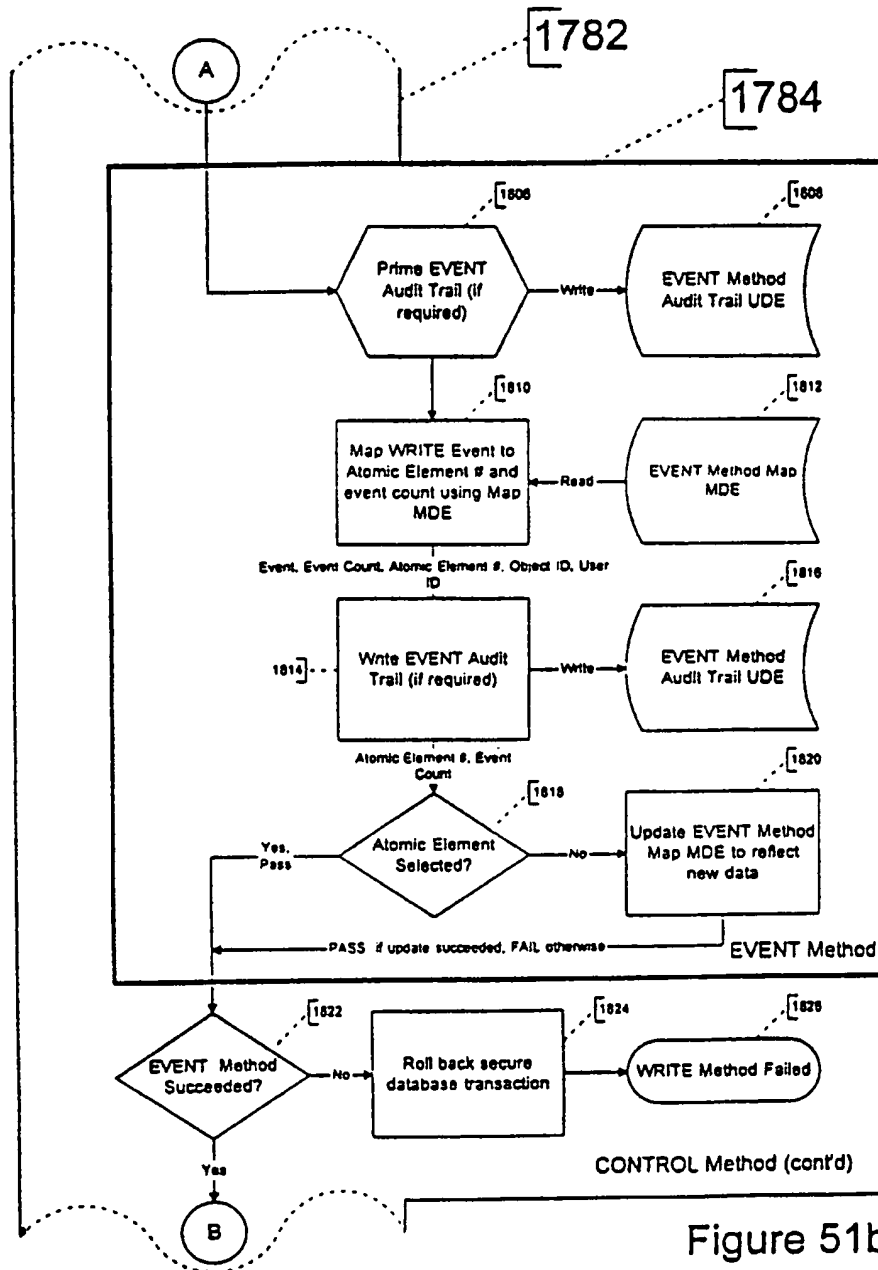 1782
A
1784
1806
1808
Prime EVENT
Audit Trail (if
required)
Write
EVENT Method
Audit Trail UDE
1810
1812
Map WRITE Event to
Atomic Element # and
event count using Map
MDE
Read
EVENT Method Map
MDE
Event, Event Count, Atomic Element #, Object ID, User
ID
1816
1814
Write EVENT Audit
Trail (if required)
Write
EVENT Method
Audit Trail UDE
Atomic Element #, Event
Count
1818
1820
Yes,
Pass
Atomic Element
Selected?
No
Update EVENT Method
Map MDE to reflect
new data
PASS if update succeeded, FAIL otherwise
EVENT Method
1822
1824
1826
EVENT Method
Succeeded?
No
Roll back secure
database transaction
WRITE Method Failed
Yes
CONTROL Method (cont'd)
B
Figure 51b